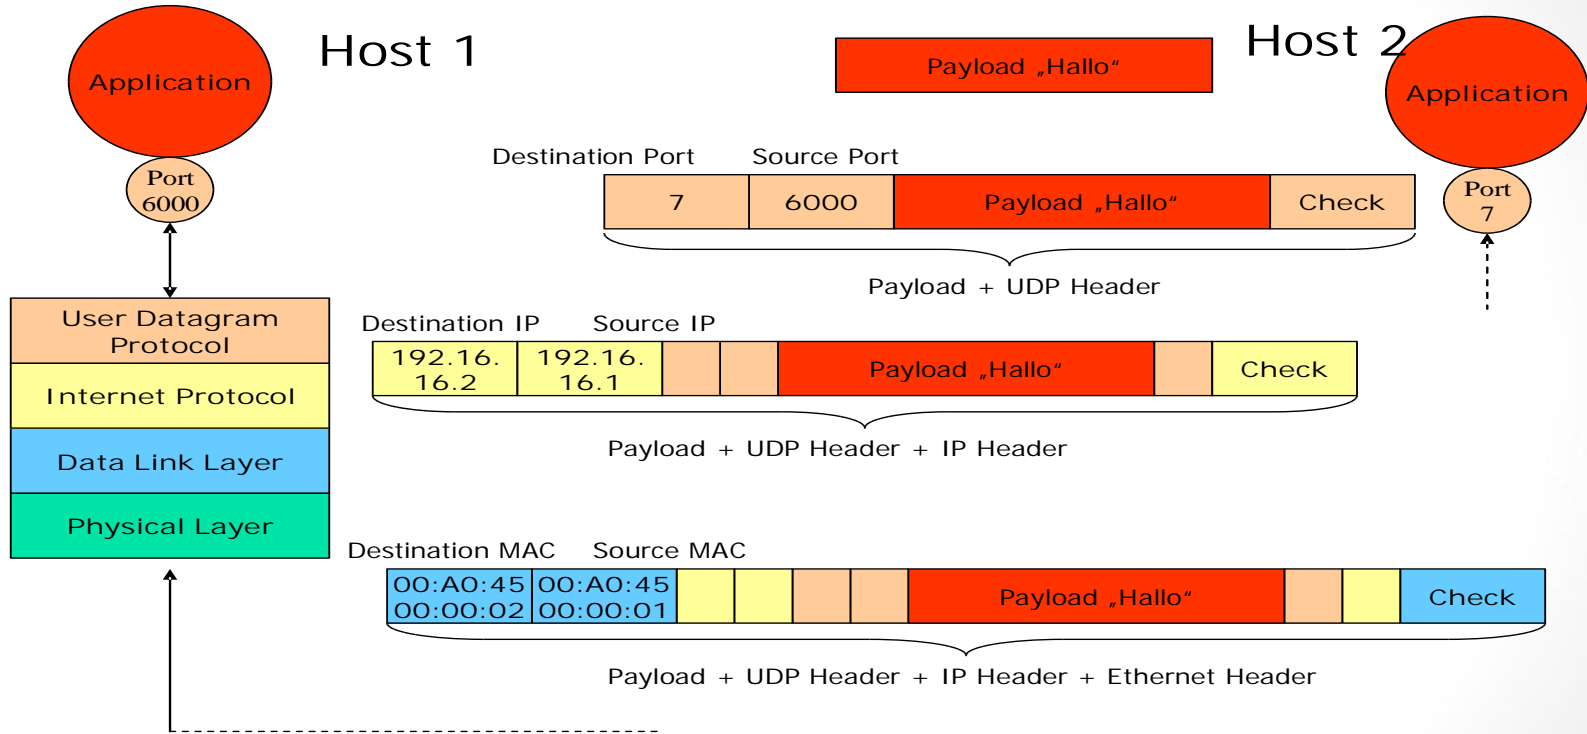 Host 1
Host 2
Application
Payload „Hallo“
Application
Port
6000
Destination Port
Source Port
7
6000
Payload „Hallo“
Check
Port
7
Payload + UDP Header
User Datagram
Protocol
Internet Protocol
Data Link Layer
Physical Layer
Destination IP
Source IP
192.16.
16.2
192.16.
16.1
Payload „Hallo“
Check
Payload + UDP Header + IP Header
Destination MAC
Source MAC
00:A0:45
00:00:02
00:A0:45
00:00:01
Payload „Hallo“
Check
Payload + UDP Header + IP Header + Ethernet Header